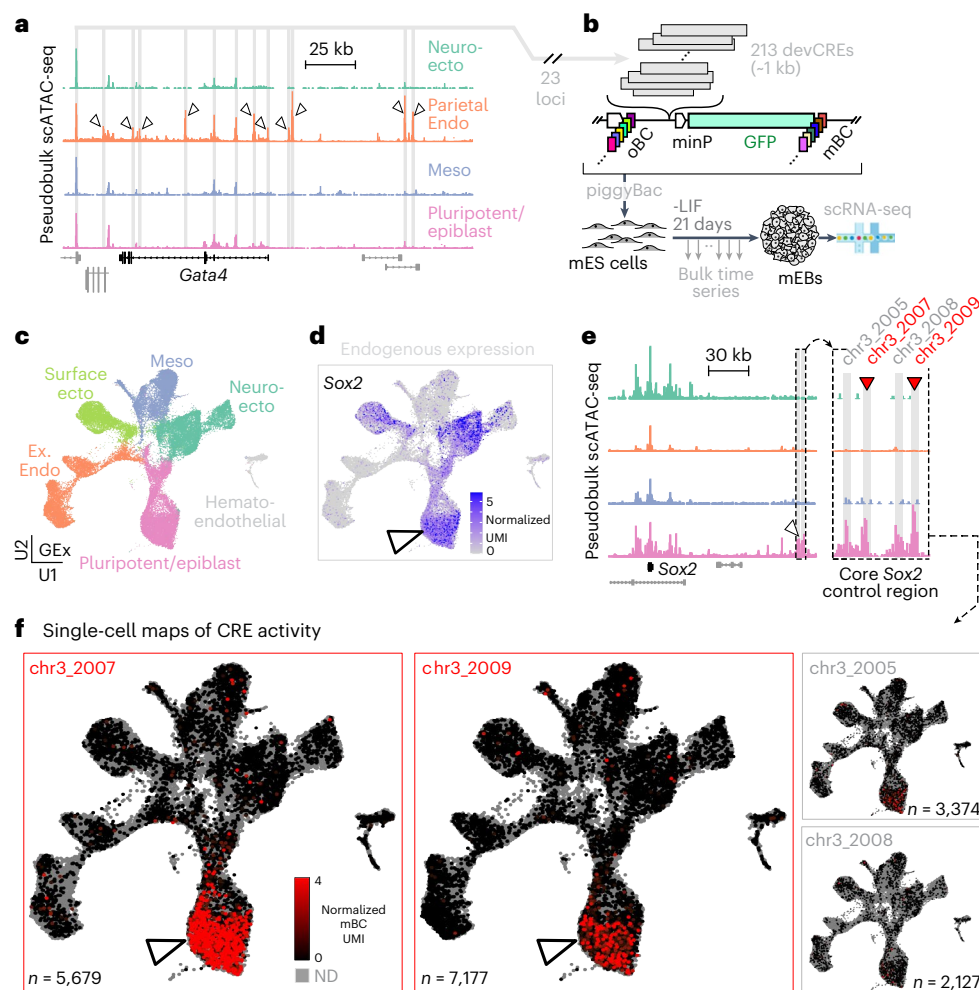 a
Pseudobulk scATAC-seq
25 kb
Neuro-
ecto
Parietal
Endo
Meso
Pluripotent/
epiblast
Gata4
23
loci
b
213 devCREs
(~1 kb)
oBC
minP
GFP
mBC
piggyBac
-LIF
21 days
mES cells
Bulk time
series
mEBs
scRNA-seq
c
Meso
Surface
ecto
Neuro-
ecto
Ex.
Endo
Hemato-
endothelial
Pluripotent/epiblast
U2
GEx
U1
d
Endogenous expression
Sox2
5
Normalized
UMI
0
e
Pseudobulk scATAC-seq
30 kb
chr3_2005
chr3_2007
chr3_2008
chr3_2009
Sox2
Core Sox2
control region
f Single-cell maps of CRE activity
chr3_2007
4
Normalized
mBC
UMI
0
ND
n = 5,679
chr3_2009
n = 7,177
chr3_2005
n = 3,374
chr3_2008
n = 2,127